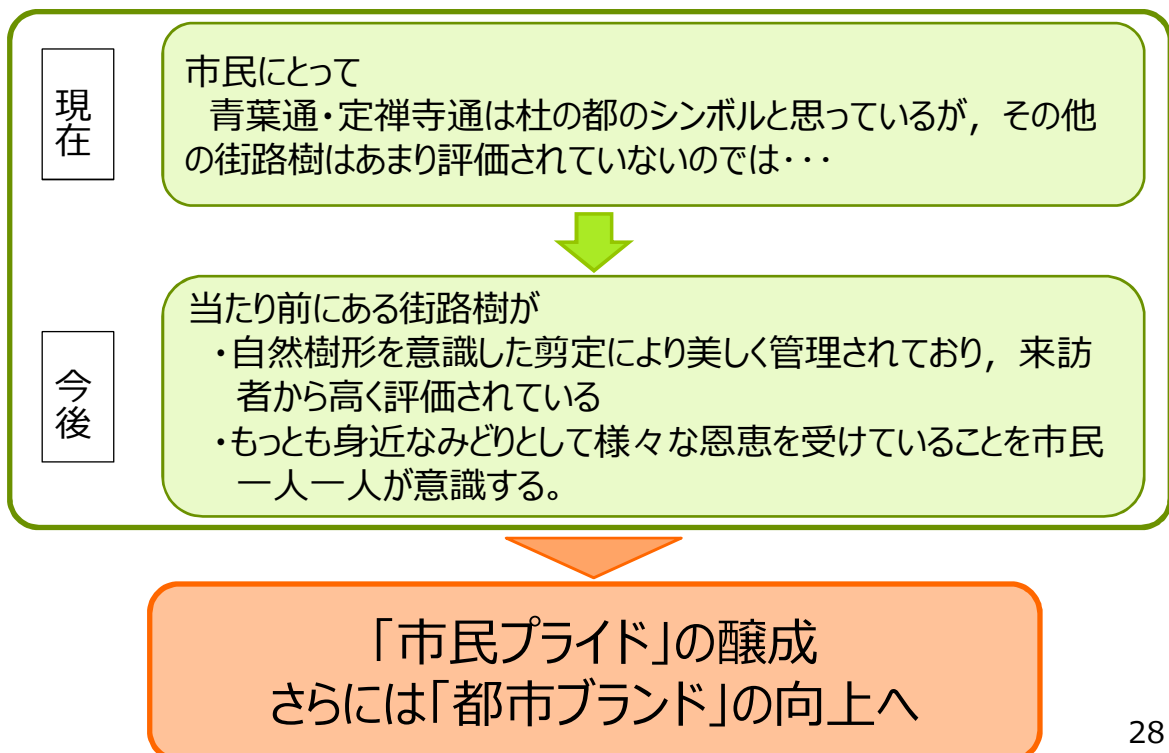 現在
市民にとって
青葉通・定禅寺通は杜の都のシンボルと思っているが，その他
の街路樹はあまり評価されていないのでは・・・
今後
当たり前にある街路樹が
・自然樹形を意識した剪定により美しく管理されており，来訪
者から高く評価されている
・もっとも身近なみどりとして様々な恩恵を受けていることを市民
一人一人が意識する。
「市民プライド」の醸成
さらには「都市ブランド」の向上へ
28